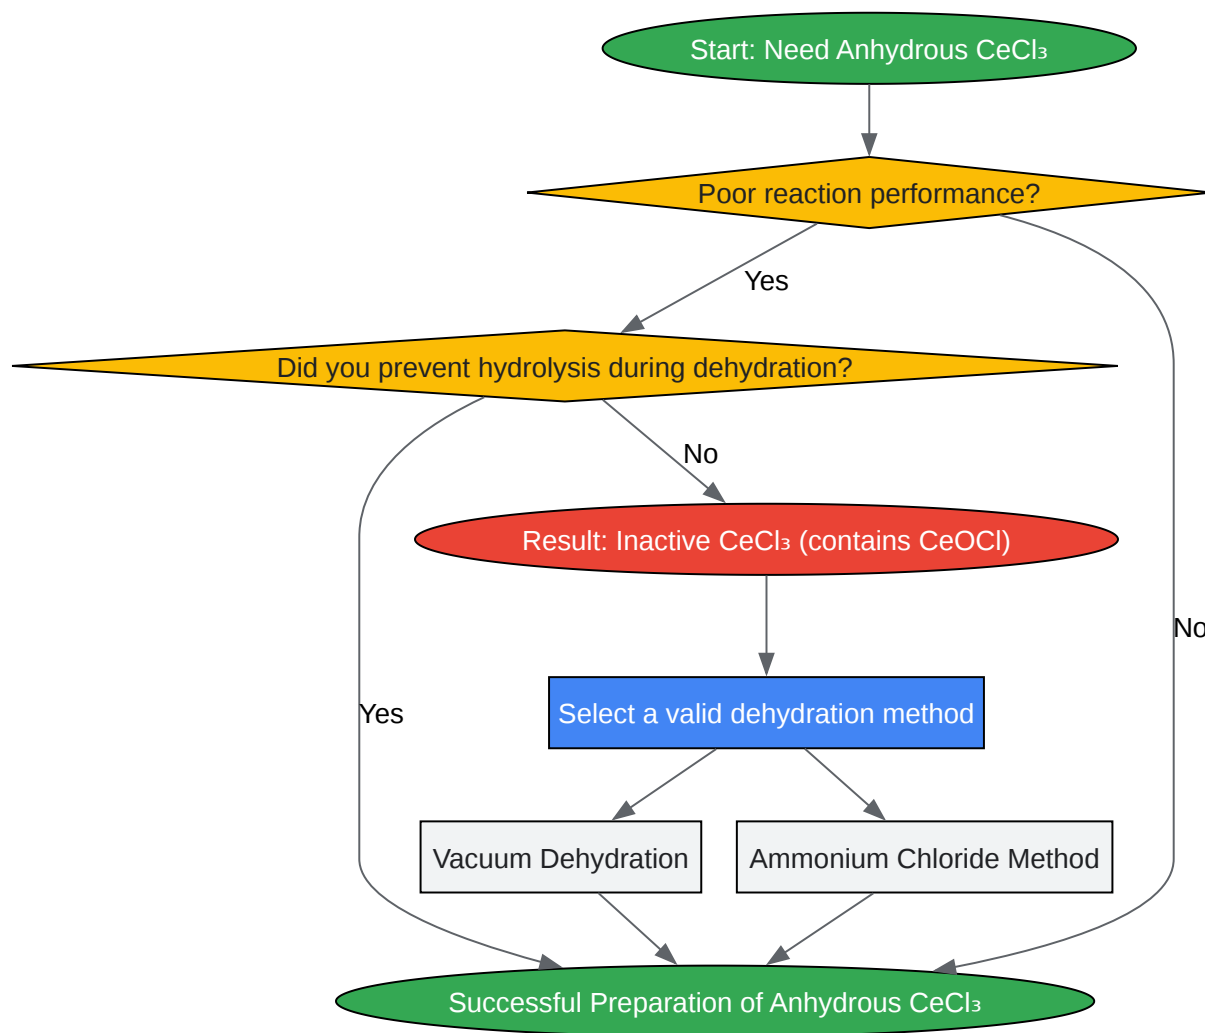 Start: Need Anhydrous CeCl₃
Poor reaction performance?
Yes
Did you prevent hydrolysis during dehydration?
No
Result: Inactive CeCl₃ (contains CeOCl)
No
Select a valid dehydration method
Yes
Vacuum Dehydration
Ammonium Chloride Method
Successful Preparation of Anhydrous CeCl₃